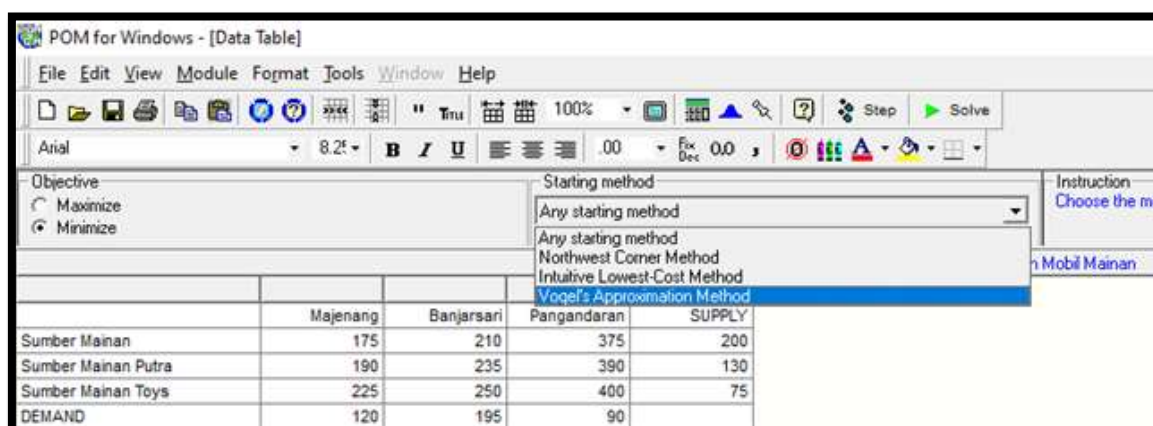 POM for Windows - [Data Table]
File Edit View Module Format Tools Window Help
100% Step Solve
Arial 8.2 B I U .00 Fix Dec 0.0 ,
Objective
Maximize
Minimize
Starting method
Any starting method
Any starting method
Northwest Corner Method
Intuitive Lowest-Cost Method
Vogel's Approximation Method
Instruction
Choose the m
n Mobil Mainan
Majenang Banjarsari Pangandaran SUPPLY
Sumber Mainan 175 210 375 200
Sumber Mainan Putra 190 235 390 130
Sumber Mainan Toys 225 250 400 75
DEMAND 120 195 90